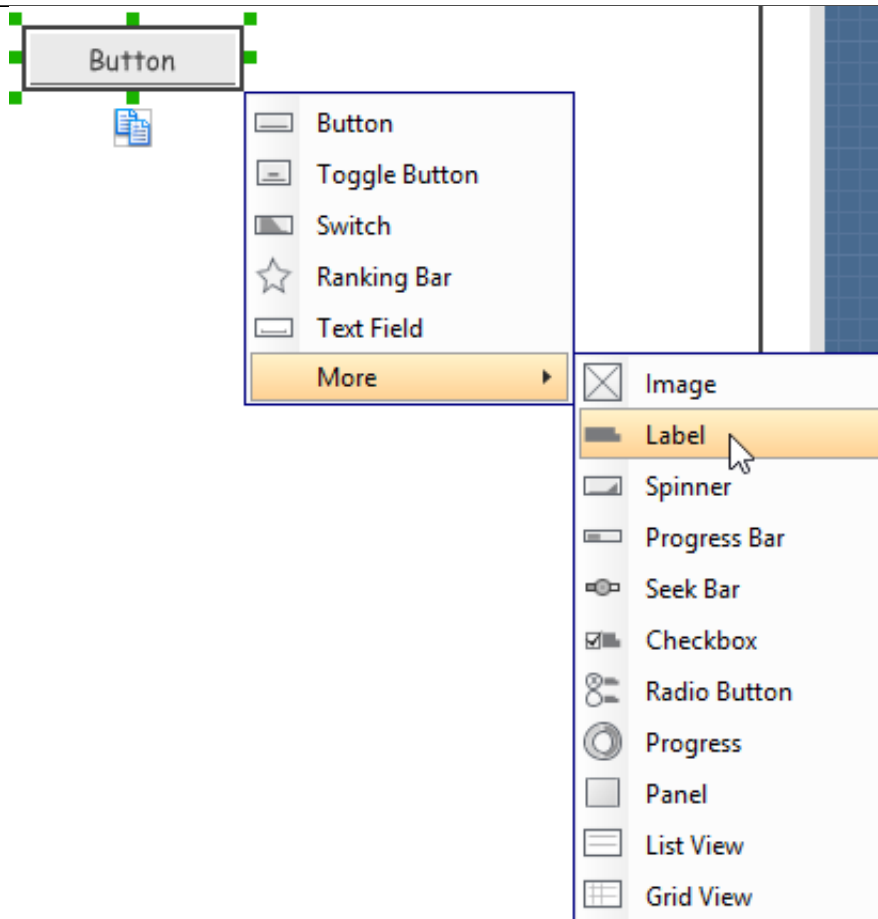 Button
Button
Toggle Button
Switch
Ranking Bar
Text Field
More
Image
Label
Spinner
Progress Bar
Seek Bar
Checkbox
Radio Button
Progress
Panel
List View
Grid View